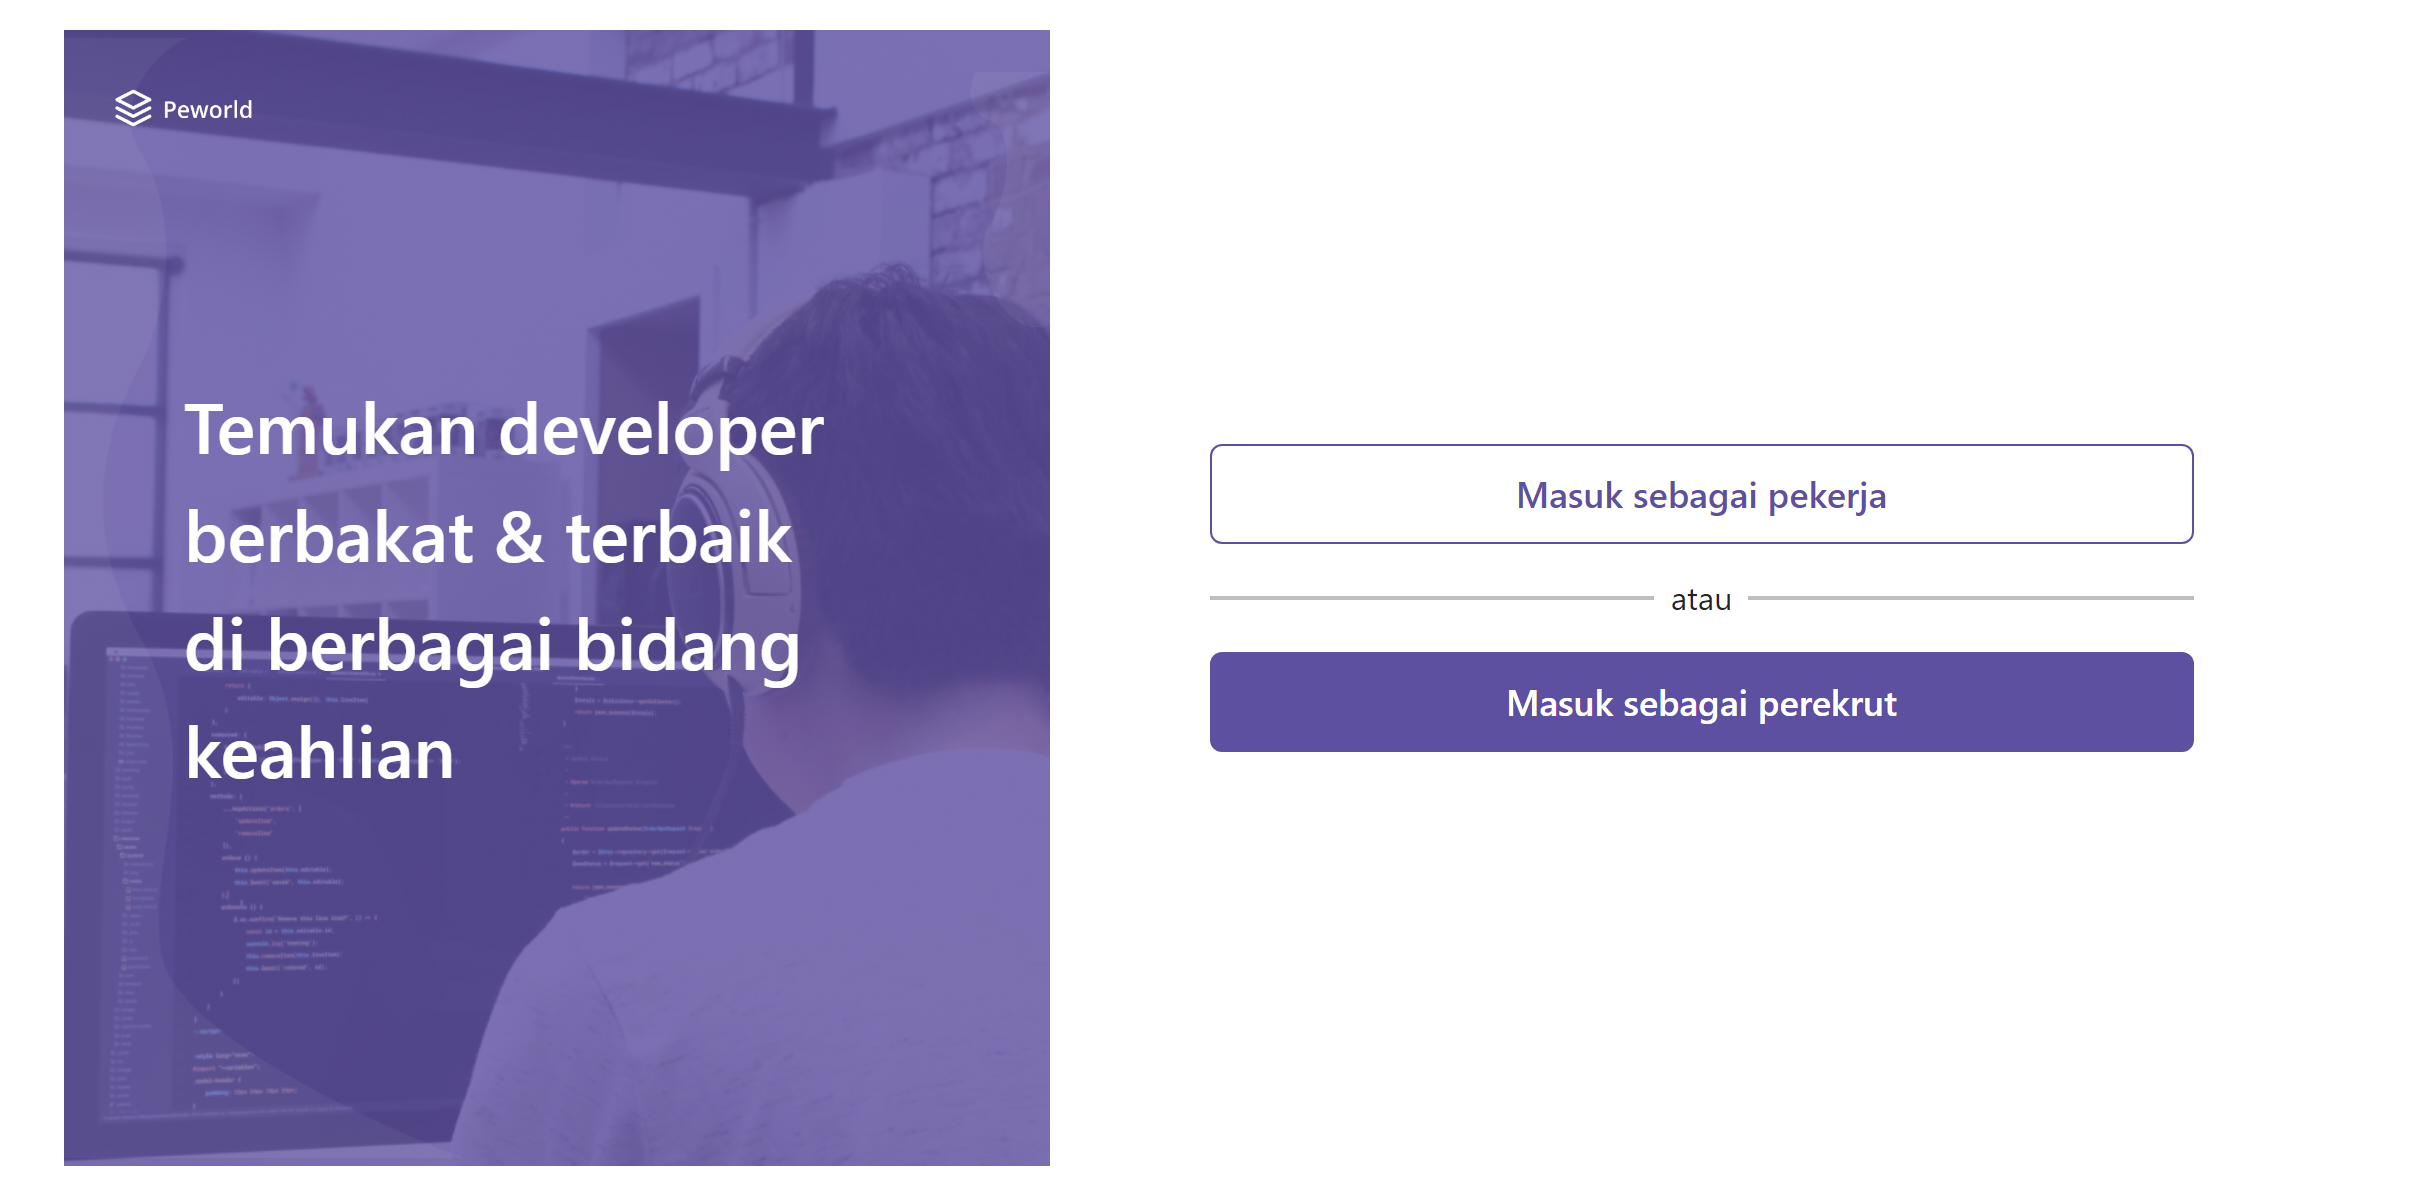 Peworld
Temukan developer
berbakat & terbaik
di berbagai bidang
keahlian
Masuk sebagai pekerja
atau
Masuk sebagai perekrut